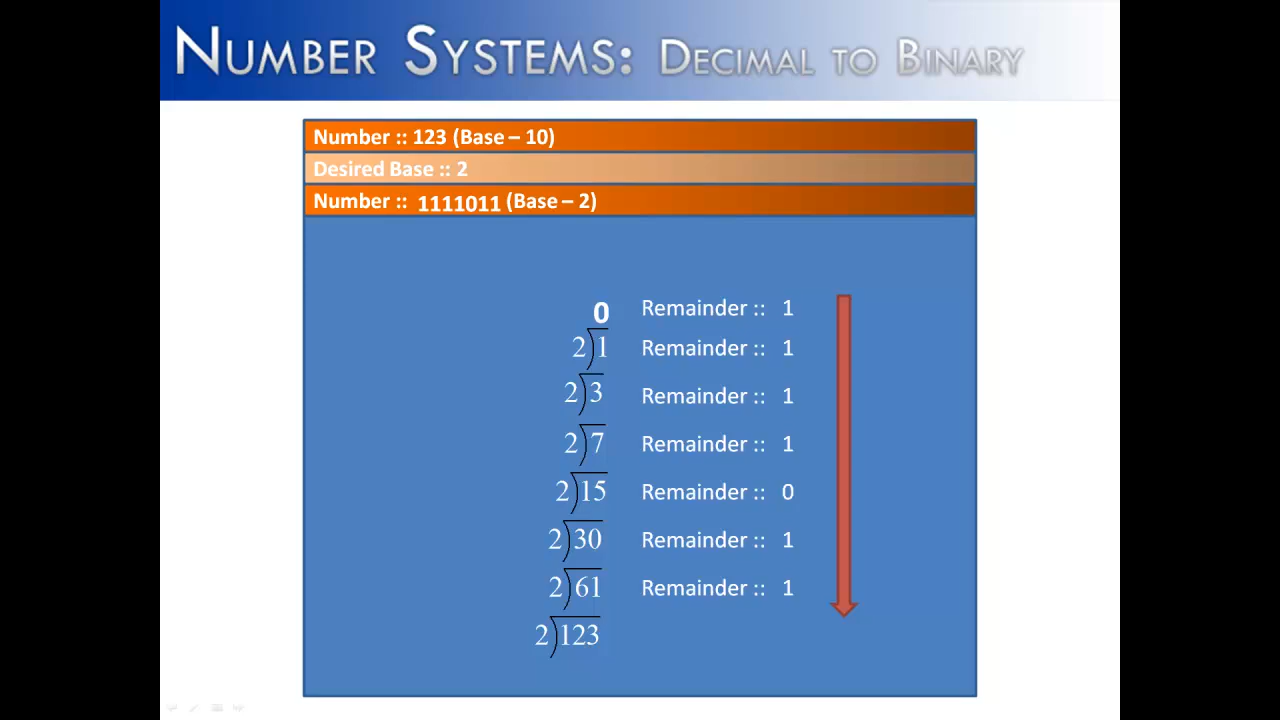 NUMBER SYSTEMS: DECIMAL TO BINARY
Number :: 123 (Base – 10)
Desired Base :: 2
Number :: 1111011 (Base – 2)
0 Remainder :: 1
2)1 Remainder :: 1
2)3 Remainder :: 1
2)7 Remainder :: 1
2)15 Remainder :: 0
2)30 Remainder :: 1
2)61 Remainder :: 1
2)123